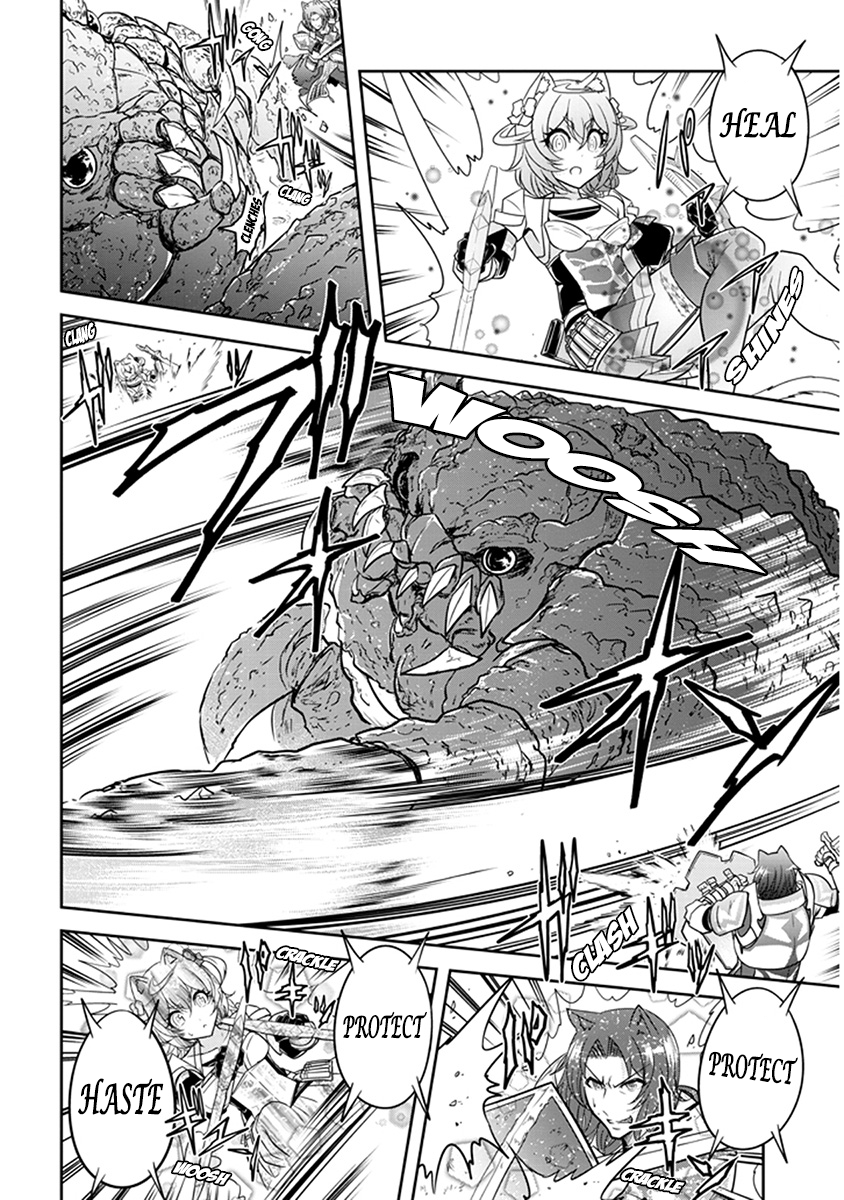 HEAL
SHINES
GONG
CLANG
CLENCHES
WOOSH
CLANG
CLASH
PROTECT
CRACKLE
PROTECT
CRACKLE!
HASTE
WOOSH